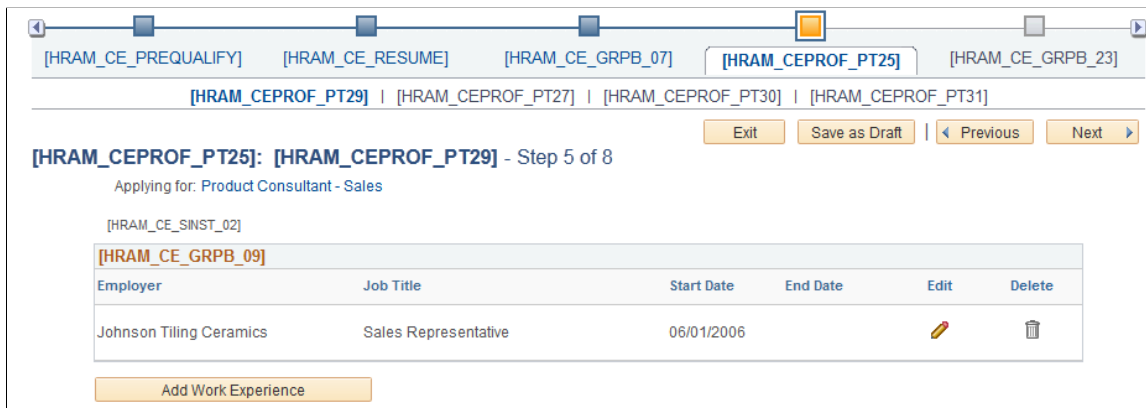 [HRAM_CE_PREQUALIFY] [HRAM_CE_RESUME] [HRAM_CE_GRPB_07] [HRAM_CEPROF_PT25] [HRAM_CE_GRPB_23]
[HRAM_CEPROF_PT29] | [HRAM_CEPROF_PT27] | [HRAM_CEPROF_PT30] | [HRAM_CEPROF_PT31]
Exit Save as Draft | Previous Next
[HRAM_CEPROF_PT25]: [HRAM_CEPROF_PT29] - Step 5 of 8
Applying for: Product Consultant - Sales
[HRAM_CE_SINST_02]
[HRAM_CE_GRPB_09]
Employer Job Title Start Date End Date Edit Delete
Johnson Tiling Ceramics Sales Representative 06/01/2006
Add Work Experience